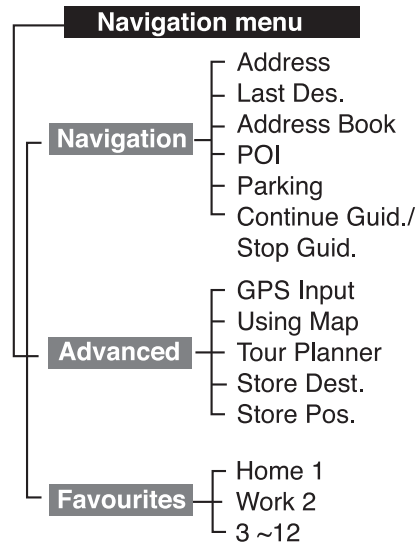 Navigation menu
Navigation
Address
Last Des.
Address Book
POI
Parking
Continue Guid./
Stop Guid.
Advanced
GPS Input
Using Map
Tour Planner
Store Dest.
Store Pos.
Favourites
Home 1
Work 2
3 ~12